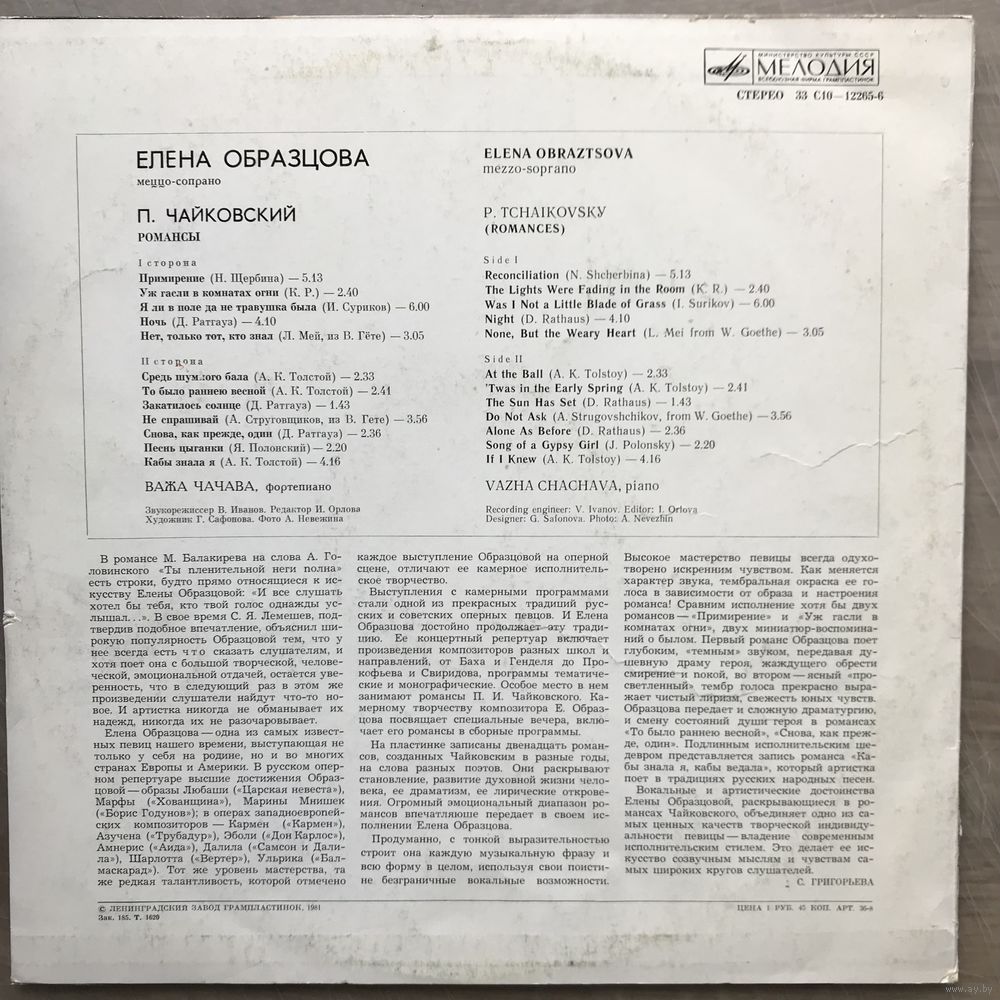 МИНИСТЕРСТВО КУЛЬТУРЫ СССР
МЕЛОДИЯ
ВСЕСОЮЗНАЯ ФИРМА ГРАМПЛАСТИНОК
СТЕРЕО 33 С10—12265-6
ЕЛЕНА ОБРАЗЦОВА
меццо-сопрано
П. ЧАЙКОВСКИЙ
РОМАНСЫ
I сторона
Примирение (Н. Щербина) — 5.13
Уж гасли в комнатах огни (К. Р.) — 2.40
Я ли в поле да не травушка была (И. Суриков) — 6.00
Ночь (Д. Ратгауз) — 4.10
Нет, только тот, кто знал (Л. Мей, из В. Гёте) — 3.05
II сторона
Средь шумного бала (А. К. Толстой) — 2.33
То было раннею весной (А. К. Толстой) — 2.41
Закатилось солнце (Д. Ратгауз) — 1.43
Не спрашивай (А. Струговщиков, из В. Гете) — 3.56
Снова, как прежде, один (Д. Ратгауз) — 2.36
Песнь цыганки (Я. Полонский) — 2.20
Кабы знала я (А. К. Толстой) — 4.16
ВАЖА ЧАЧАВА, фортепиано
Звукорежиссер В. Иванов. Редактор И. Орлова
Художник Г. Сафонова. Фото А. Невежина
ELENA OBRAZTSOVA
mezzo-soprano
P. TCHAIKOVSKY
(ROMANCES)
Side I
Reconciliation (N. Shcherbina) — 5.13
The Lights Were Fading in the Room (K. R.) — 2.40
Was I Not a Little Blade of Grass (I. Surikov) — 6.00
Night (D. Rathaus) — 4.10
None, But the Weary Heart (L. Mei from W. Goethe) — 3.05
Side II
At the Ball (A. K. Tolstoy) — 2.33
'Twas in the Early Spring (A. K. Tolstoy) — 2.41
The Sun Has Set (D. Rathaus) — 1.43
Do Not Ask (A. Strugovshchikov, from W. Goethe) — 3.56
Alone As Before (D. Rathaus) — 2.36
Song of a Gypsy Girl (J. Polonsky) — 2.20
If I Knew (A. K. Tolstoy) — 4.16
VAZHA CHACHAVA, piano
Recording engineer: V. Ivanov. Editor: I. Orlova
Designer: G. Safonova. Photo: A. Nevezhin
В романсе М. Балакирева на слова А. Го-
ловинского «Ты пленительной неги полна»
есть строки, будто прямо относящиеся к ис-
кусству Елены Образцовой: «И все слушать
хотел бы тебя, кто твой голос однажды ус-
лышал...». В свое время С. Я. Лемешев, под-
твердив подобное впечатление, объяснил ши-
рокую популярность Образцовой тем, что у
нее всегда есть что сказать слушателям, и
хотя поет она с большой творческой, челове-
ческой, эмоциональной отдачей, остается уве-
ренность, что в следующий раз в этом же
произведении слушатели найдут что-то но-
вое. И артистка никогда не обманывает их
надежд, никогда их не разочаровывает.
Елена Образцова — одна из самых извест-
ных певиц нашего времени, выступающая не
только у себя на родине, но и во многих
странах Европы и Америки. В русском опер-
ном репертуаре высшие достижения Образ-
цовой — образы Любаши («Царская невеста»),
Марфы («Хованщина»), Марины Мнишек
(«Борис Годунов»); в операх западноевропей-
ских композиторов — Кармен («Кармен»),
Азучена («Трубадур»), Эболи («Дон Карлос»),
Амнерис («Аида»), Далила («Самсон и Дали-
ла»), Шарлотта («Вертер»), Ульрика («Бал-
маскарад»). Тот же уровень мастерства, та
же редкая талантливость, которой отмечено
каждое выступление Образцовой на оперной
сцене, отличают ее камерное исполнитель-
ское творчество.
Выступления с камерными программами
стали одной из прекрасных традиций рус-
ских и советских оперных певцов. И Елена
Образцова достойно продолжает эту тради-
цию. Ее концертный репертуар включает
произведения композиторов разных школ и
направлений, от Баха и Генделя до Про-
кофьева и Свиридова, программы тематиче-
ские и монографические. Особое место в нем
занимают романсы П. И. Чайковского. Ка-
мерному творчеству композитора Е. Образ-
цова посвящает специальные вечера, вклю-
чает его романсы в сборные программы.
На пластинке записаны двенадцать роман-
сов, созданных Чайковским в разные годы,
на слова разных поэтов. Они раскрывают
становление, развитие духовной жизни чело-
века, ее драматизм, ее лирические открове-
ния. Огромный эмоциональный диапазон ро-
мансов впечатляюще передает в своем ис-
полнении Елена Образцова.
Продуманно, с тонкой выразительностью
строит она каждую музыкальную фразу и
всю форму в целом, используя свои поисти-
не безграничные вокальные возможности.
Высокое мастерство певицы всегда одухо-
творено искренним чувством. Как меняется
характер звука, тембральная окраска ее го-
лоса в зависимости от образа и настроения
романса! Сравним исполнение хотя бы двух
романсов — «Примирение» и «Уж гасли в
комнатах огни», двух миниатюр-воспомина-
ний о былом. Первый романс Образцова поет
глубоким, «темным» звуком, передавая ду-
шевную драму героя, жаждущего обрести
смирение и покой, во втором — ясный «про-
светленный» тембр голоса прекрасно выра-
жает чистый лиризм, свежесть юных чувств.
Образцова передает и сложную драматургию,
и смену состояний души героя в романсах
«То было раннею весной», «Снова, как преж-
де, один». Подлинным исполнительским ше-
девром представляется запись романса «Ка-
бы знала я, кабы ведала», который артистка
поет в традициях русских народных песен.
Вокальные и артистические достоинства
Елены Образцовой, раскрывающиеся в ро-
мансах Чайковского, объединяет одно из са-
мых ценных качеств творческой индивиду-
альности певицы — владение современным
исполнительским стилем. Это делает ее ис-
кусство созвучным мыслям и чувствам са-
мых широких кругов слушателей.
С. ГРИГОРЬЕВА
© ЛЕНИНГРАДСКИЙ ЗАВОД ГРАМПЛАСТИНОК, 1981
Зак. 185. Т. 1620
ЦЕНА 1 РУБ. 45 КОП. АРТ. 36-8
www.ay.by